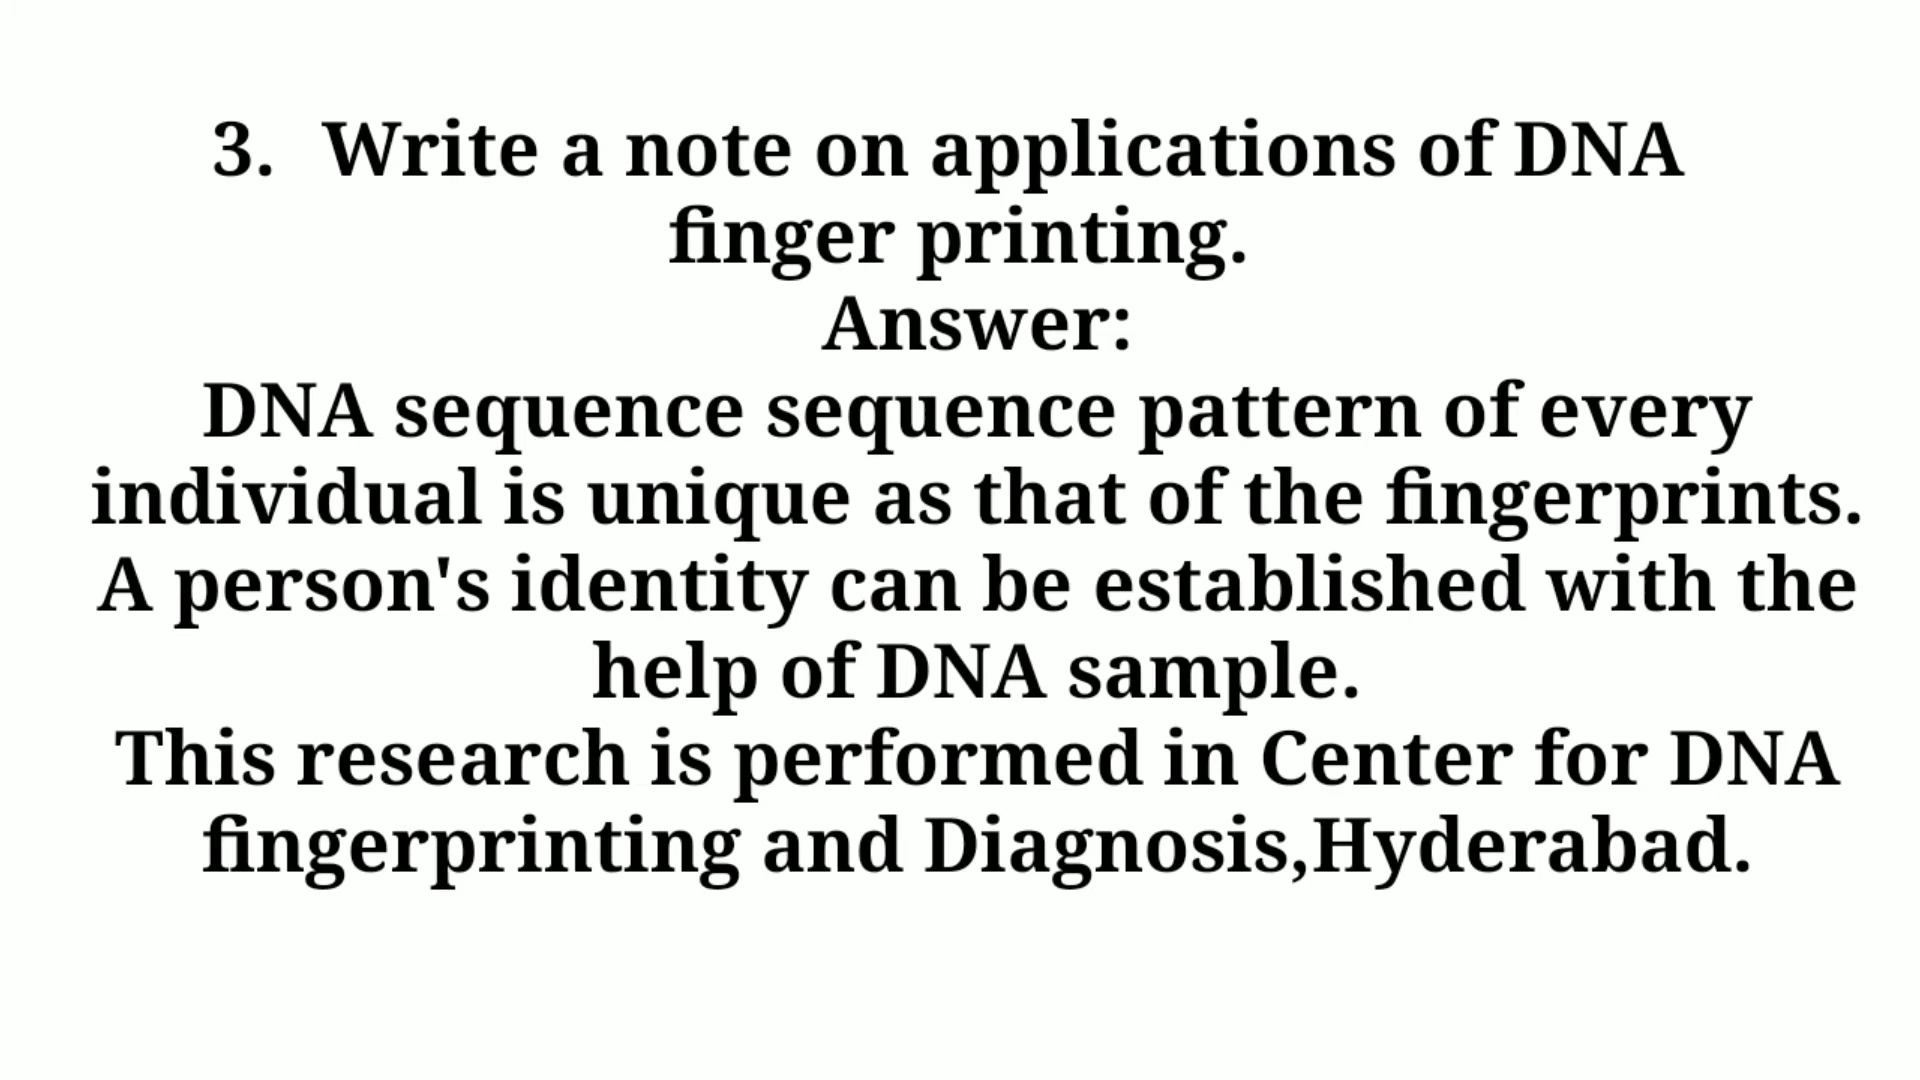 3.  Write a note on applications of DNA
finger printing.
Answer:
DNA sequence sequence pattern of every
individual is unique as that of the fingerprints.
A person's identity can be established with the
help of DNA sample.
This research is performed in Center for DNA
fingerprinting and Diagnosis,Hyderabad.